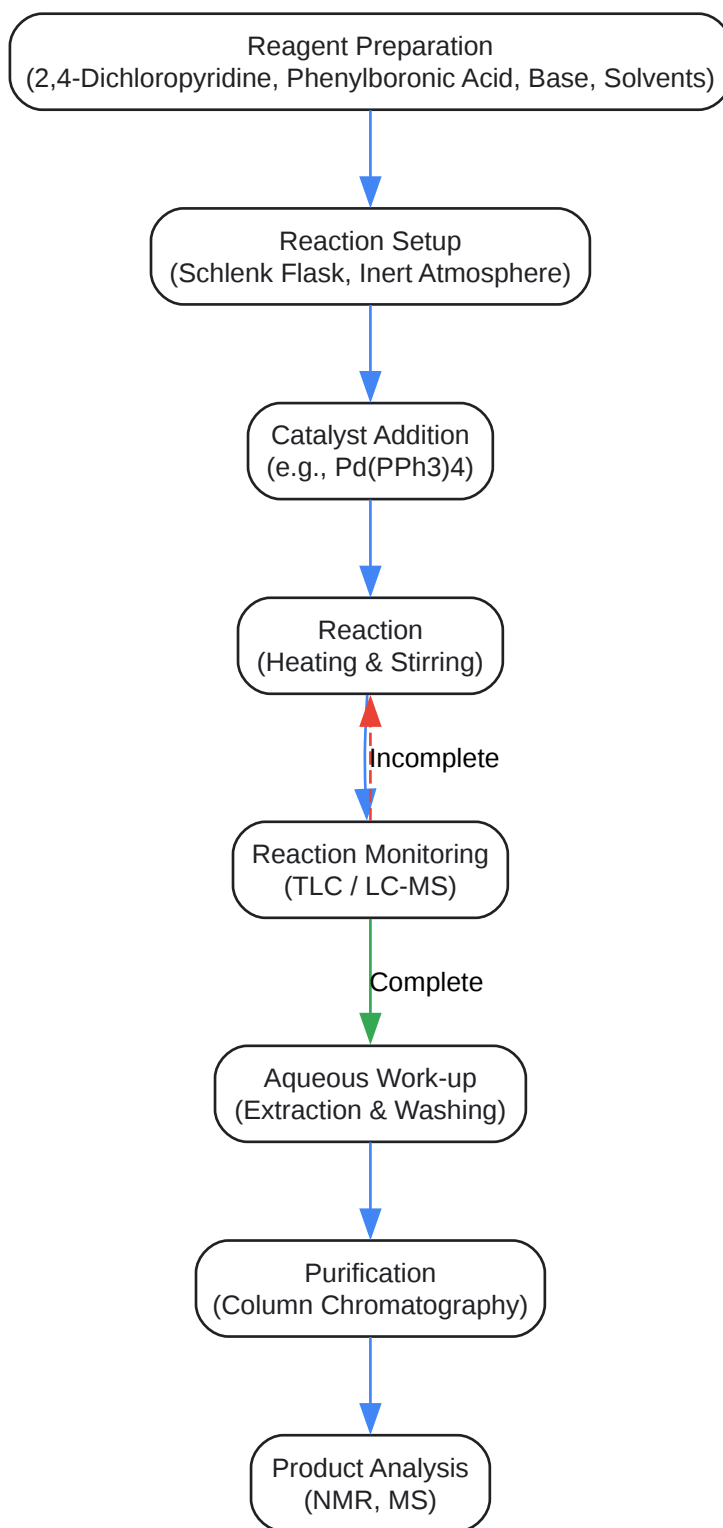 Reagent Preparation
(2,4-Dichloropyridine, Phenylboronic Acid, Base, Solvents)
Reaction Setup
(Schlenk Flask, Inert Atmosphere)
Catalyst Addition
(e.g., Pd(PPh3)4)
Reaction
(Heating & Stirring)
Incomplete
Reaction Monitoring
(TLC / LC-MS)
Complete
Aqueous Work-up
(Extraction & Washing)
Purification
(Column Chromatography)
Product Analysis
(NMR, MS)